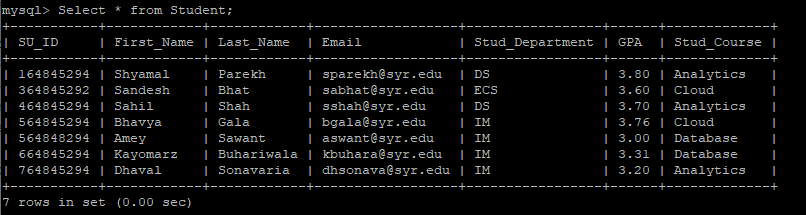 mysql> Select * from Student;
+-----------+------------+------------+------------------+-----------------+------+-------------+
| SU_ID     | First_Name | Last_Name  | Email            | Stud_Department | GPA  | Stud_Course |
+-----------+------------+------------+------------------+-----------------+------+-------------+
| 164845294 | Shyamal    | Parekh     | sparekh@syr.edu  | DS              | 3.80 | Analytics   |
| 364845292 | Sandesh    | Bhat       | sabhat@syr.edu   | ECS             | 3.60 | Cloud       |
| 464845294 | Sahil      | Shah       | sshah@syr.edu    | DS              | 3.70 | Analytics   |
| 564845294 | Bhavya     | Gala       | bgala@syr.edu    | IM              | 3.76 | Cloud       |
| 564848294 | Amey       | Sawant     | aswant@syr.edu   | IM              | 3.00 | Database    |
| 664845294 | Kayomarz   | Buhariwala | kbuhara@syr.edu  | IM              | 3.31 | Database    |
| 764845294 | Dhaval     | Sonavaria  | dhsonava@syr.edu | IM              | 3.20 | Analytics   |
+-----------+------------+------------+------------------+-----------------+------+-------------+
7 rows in set (0.00 sec)